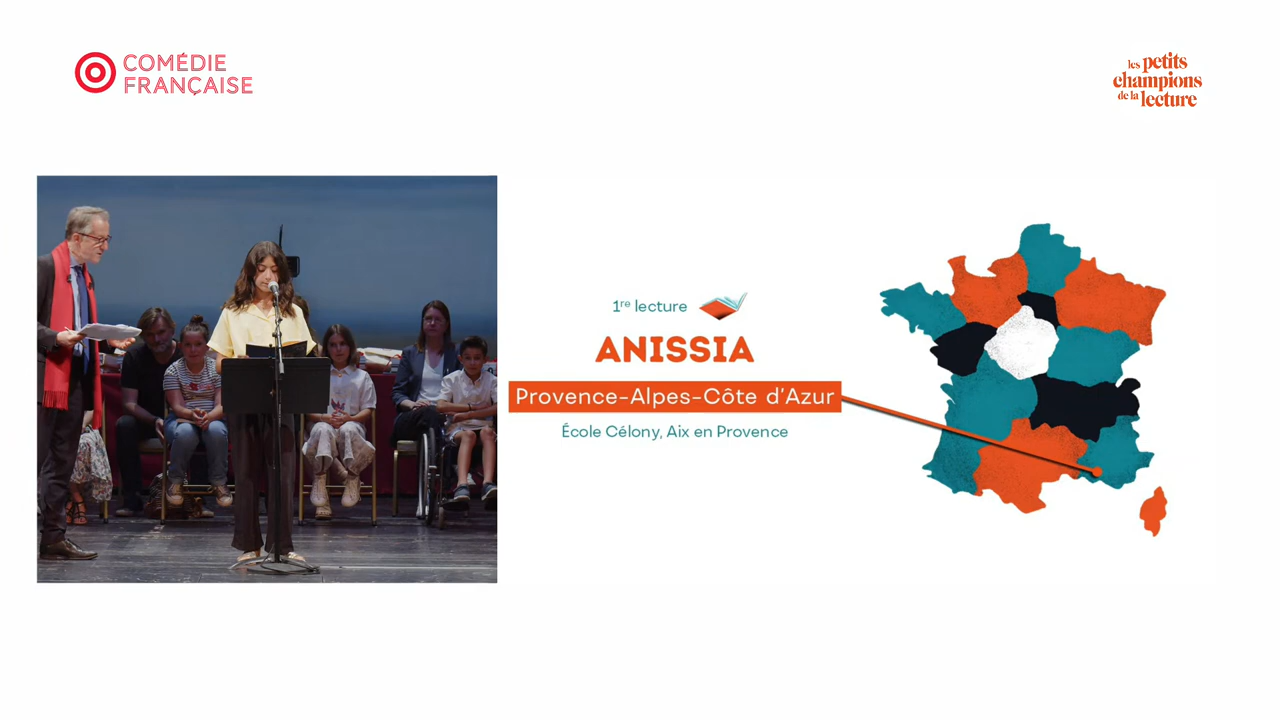 COMÉDIE
FRANÇAISE
les petits
champions
de la lecture
1re lecture
ANISSIA
Provence-Alpes-Côte d'Azur
École Célony, Aix en Provence